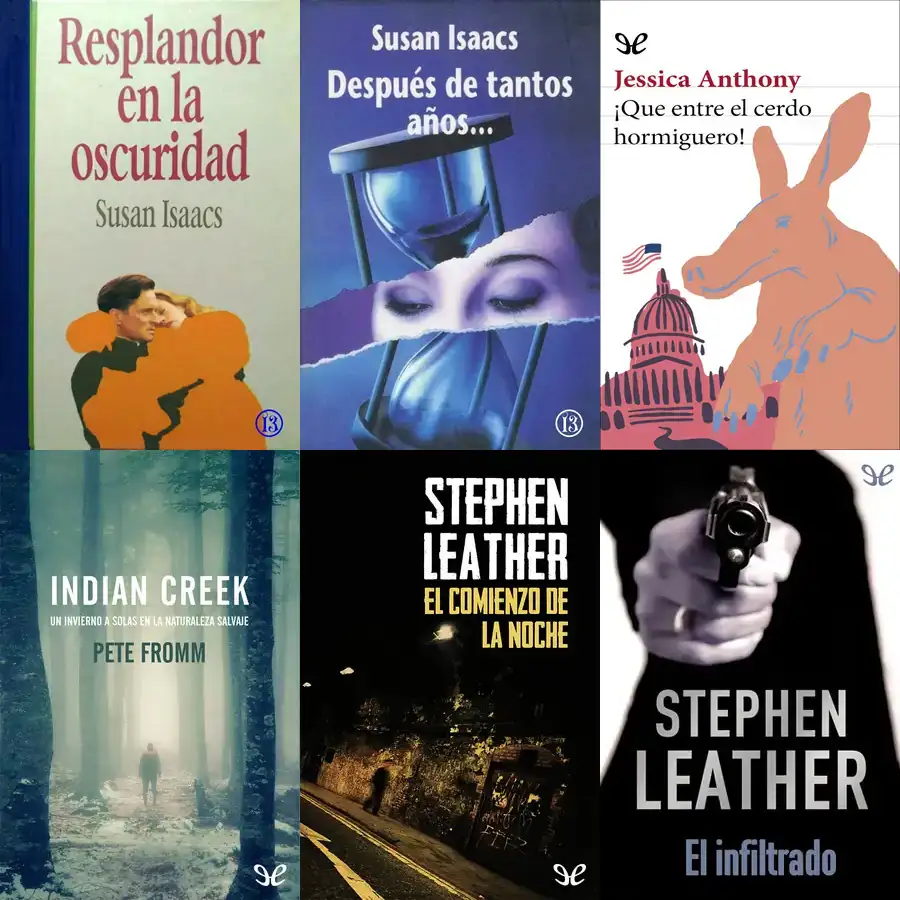 Resplandor
en la
oscuridad
Susan Isaacs
13
Susan Isaacs
Después de tantos
años...
13
Jessica Anthony
¡Que entre el cerdo
hormiguero!
INDIAN CREEK
UN INVIERNO A SOLAS EN LA NATURALEZA SALVAJE
PETE FROMM
STEPHEN
LEATHER
EL COMIENZO DE
LA NOCHE
STEPHEN
LEATHER
El infiltrado